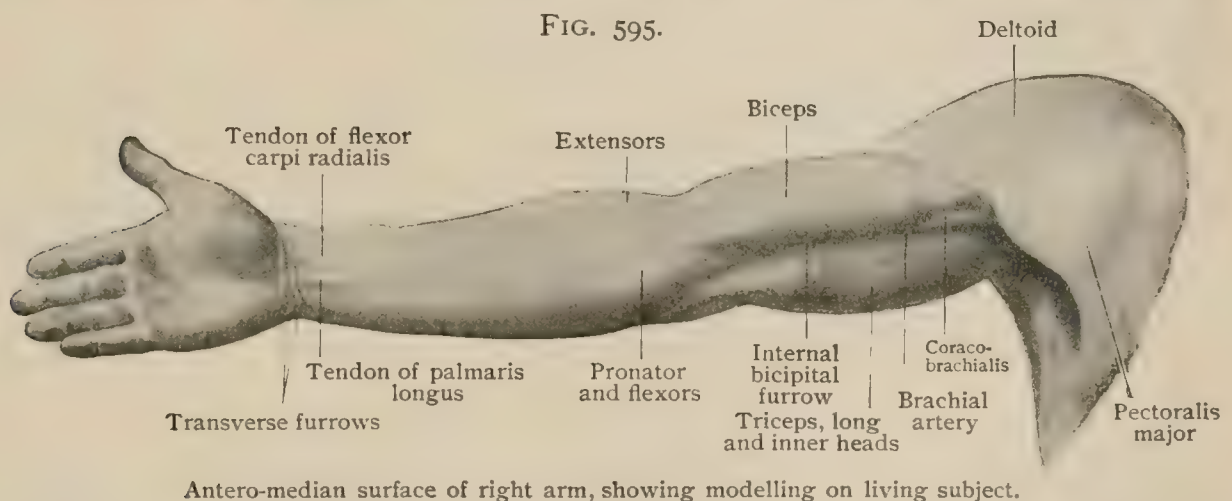 FIG. 595.
Deltoid
Biceps
Tendon of flexor
carpi radialis
Extensors
Tendon of palmaris
longus
Transverse furrows
Pronator
and flexors
Internal
bicipital
furrow
Triceps, long
and inner heads
Brachial
artery
Coraco-
brachialis
Pectoralis
major
Antero-median surface of right arm, showing modelling on living subject.